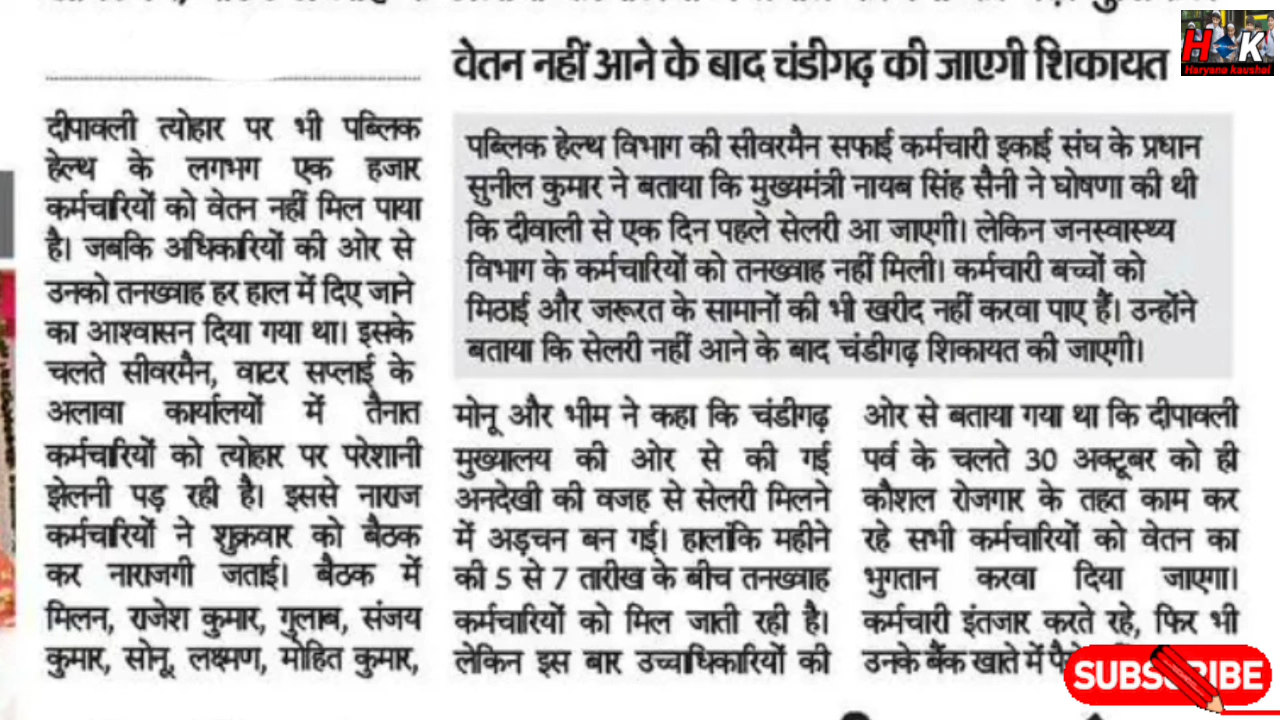 वेतन नहीं आने के बाद चंडीगढ़ की जाएगी शिकायत
H K
Haryana kaushal
दीपावली त्योहार पर भी पब्लिक
हेल्थ के लगभग एक हजार
कर्मचारियों को वेतन नहीं मिल पाया
है। जबकि अधिकारियों की ओर से
उनको तनख्वाह हर हाल में दिए जाने
का आश्वासन दिया गया था। इसके
चलते सीवरमैन, वाटर सप्लाई के
अलावा कार्यालयों में तैनात
कर्मचारियों को त्योहार पर परेशानी
झेलनी पड़ रही है। इससे नाराज
कर्मचारियों ने शुक्रवार को बैठक
कर नाराजगी जताई। बैठक में
मिलन, राजेश कुमार, गुलाब, संजय
कुमार, सोनू, लक्ष्मण, मोहित कुमार,
पब्लिक हेल्थ विभाग की सीवरमैन सफाई कर्मचारी इकाई संघ के प्रधान
सुनील कुमार ने बताया कि मुख्यमंत्री नायब सिंह सैनी ने घोषणा की थी
कि दीवाली से एक दिन पहले सेलरी आ जाएगी। लेकिन जनस्वास्थ्य
विभाग के कर्मचारियों को तनख्वाह नहीं मिली। कर्मचारी बच्चों को
मिठाई और जरूरत के सामानों की भी खरीद नहीं करवा पाए हैं। उन्होंने
बताया कि सेलरी नहीं आने के बाद चंडीगढ़ शिकायत की जाएगी।
मोनू और भीम ने कहा कि चंडीगढ़
मुख्यालय की ओर से की गई
अनदेखी की वजह से सेलरी मिलने
में अड़चन बन गई। हालांकि महीने
की 5 से 7 तारीख के बीच तनख्वाह
कर्मचारियों को मिल जाती रही है।
लेकिन इस बार उच्चाधिकारियों की
ओर से बताया गया था कि दीपावली
पर्व के चलते 30 अक्टूबर को ही
कौशल रोजगार के तहत काम कर
रहे सभी कर्मचारियों को वेतन का
भुगतान करवा दिया जाएगा।
कर्मचारी इंतजार करते रहे, फिर भी
उनके बैंक खाते में
SUBSCRIBE